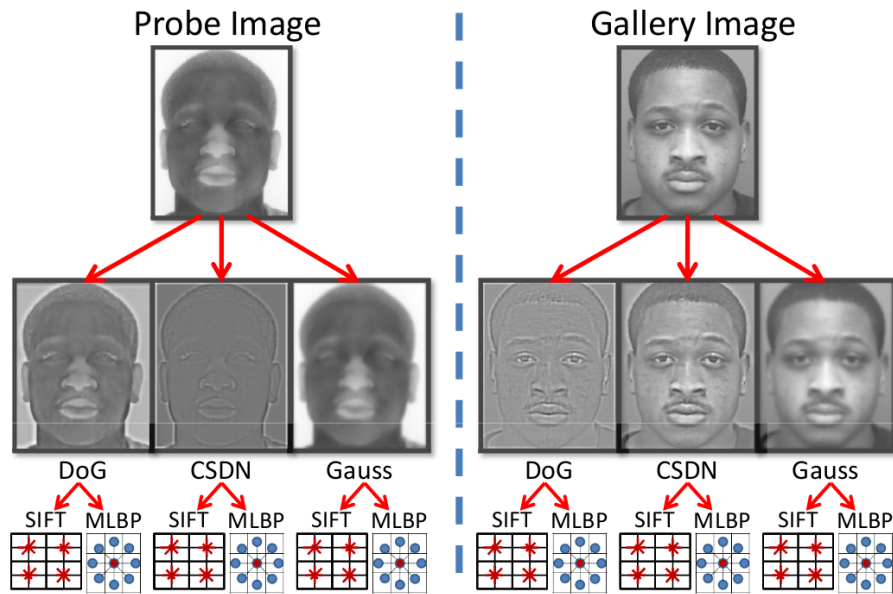 Probe Image
Gallery Image
DoG CSDN Gauss
DoG CSDN Gauss
SIFT MLBP SIFT MLBP SIFT MLBP
SIFT MLBP SIFT MLBP SIFT MLBP